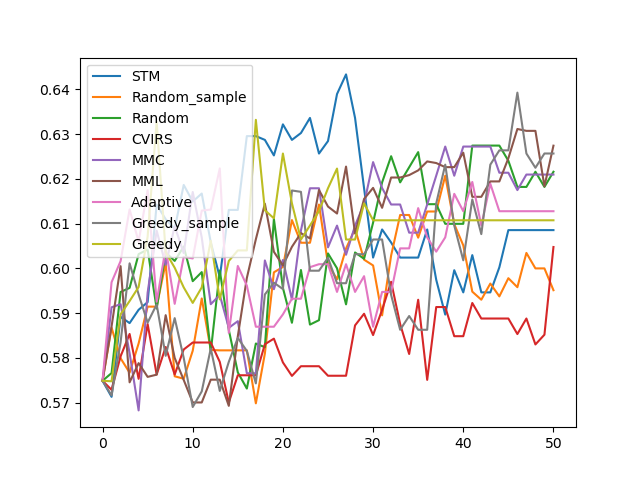 0.64
0.63
0.62
0.61
0.60
0.59
0.58
0.57
0
10
20
30
40
50
STM
Random_sample
Random
CVIRS
MMC
MML
Adaptive
Greedy_sample
Greedy